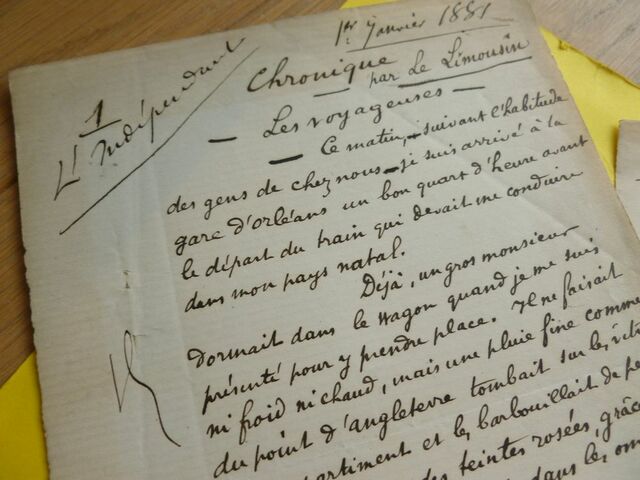 1er Janvier 1881
1
L'Indépendant
Chronique
par Le Limousin
— Les voyageuses —
— Ce matin, suivant l'habitude
des gens de chez nous — je suis arrivé à la
gare d'orléans un bon quart d'heure avant
le départ du train qui devait me conduire
dans mon pays natal.
Déjà, un gros monsieur
dormait dans le wagon quand je me suis
présenté pour y prendre place. Il ne faisait
ni froid ni chaud, mais une pluie fine comme
du point d'angleterre tombait sur les
et les barbouillait de
teintes rosées, grâce
dans les